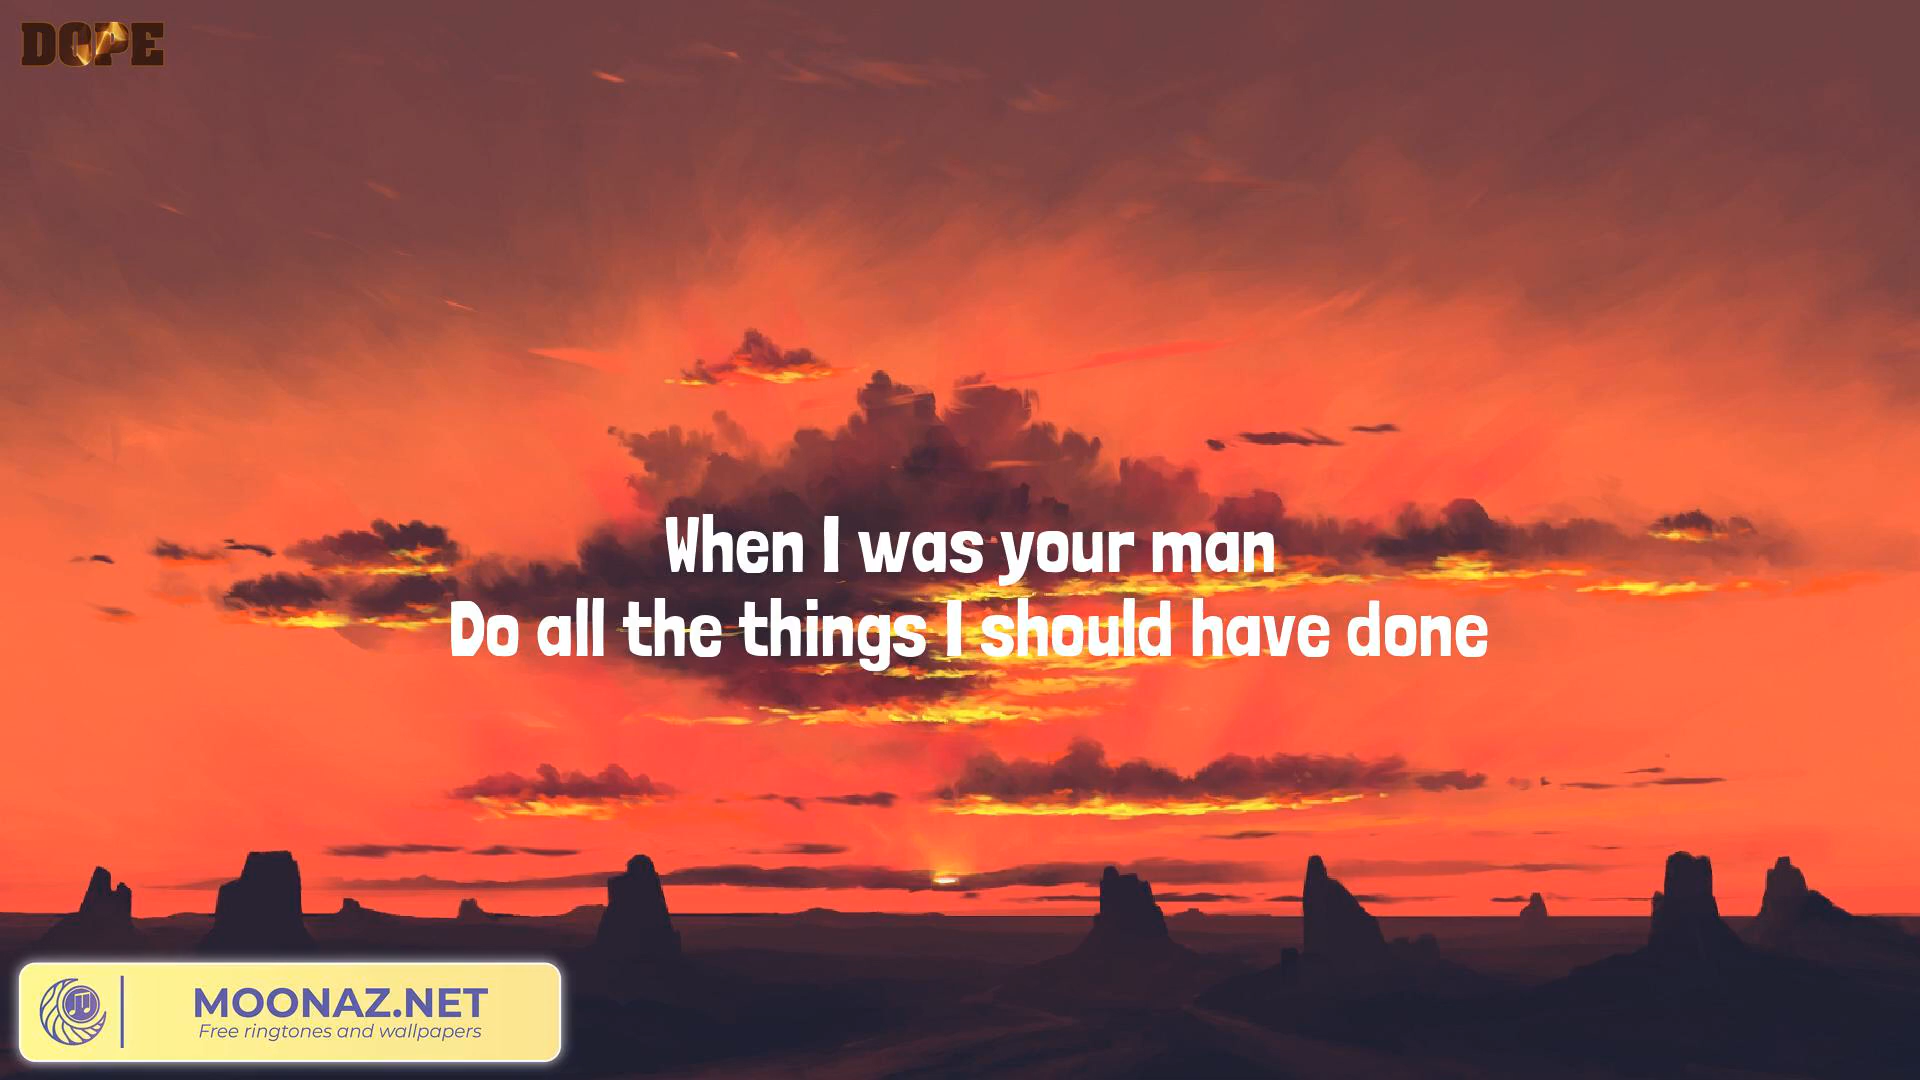 DOPE
When I was your man
Do all the things I should have done
MOONAZ.NET
Free ringtones and wallpapers